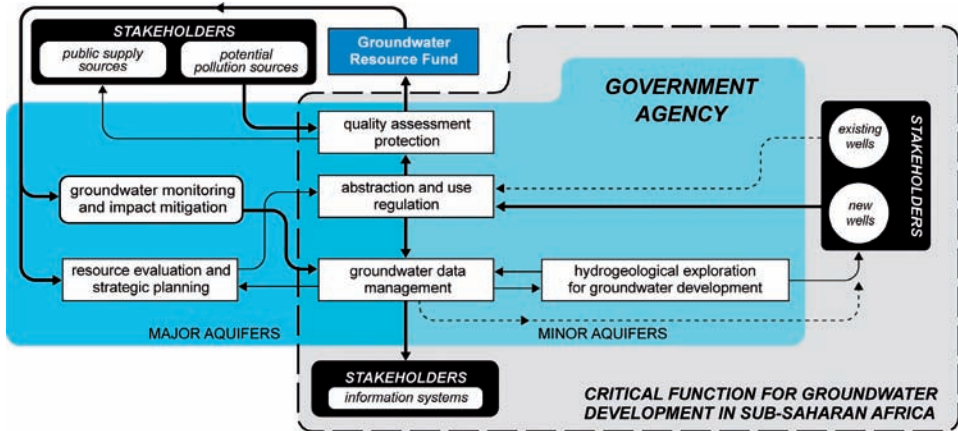 STAKEHOLDERS
public supply
sources
potential
pollution sources
Groundwater
Resource Fund
GOVERNMENT
AGENCY
quality assessment
protection
existing
wells
STAKEHOLDERS
new
wells
abstraction and use
regulation
groundwater monitoring
and impact mitigation
resource evaluation and
strategic planning
groundwater data
management
hydrogeological exploration
for groundwater development
MAJOR AQUIFERS
MINOR AQUIFERS
STAKEHOLDERS
information systems
CRITICAL FUNCTION FOR GROUNDWATER
DEVELOPMENT IN SUB-SAHARAN AFRICA